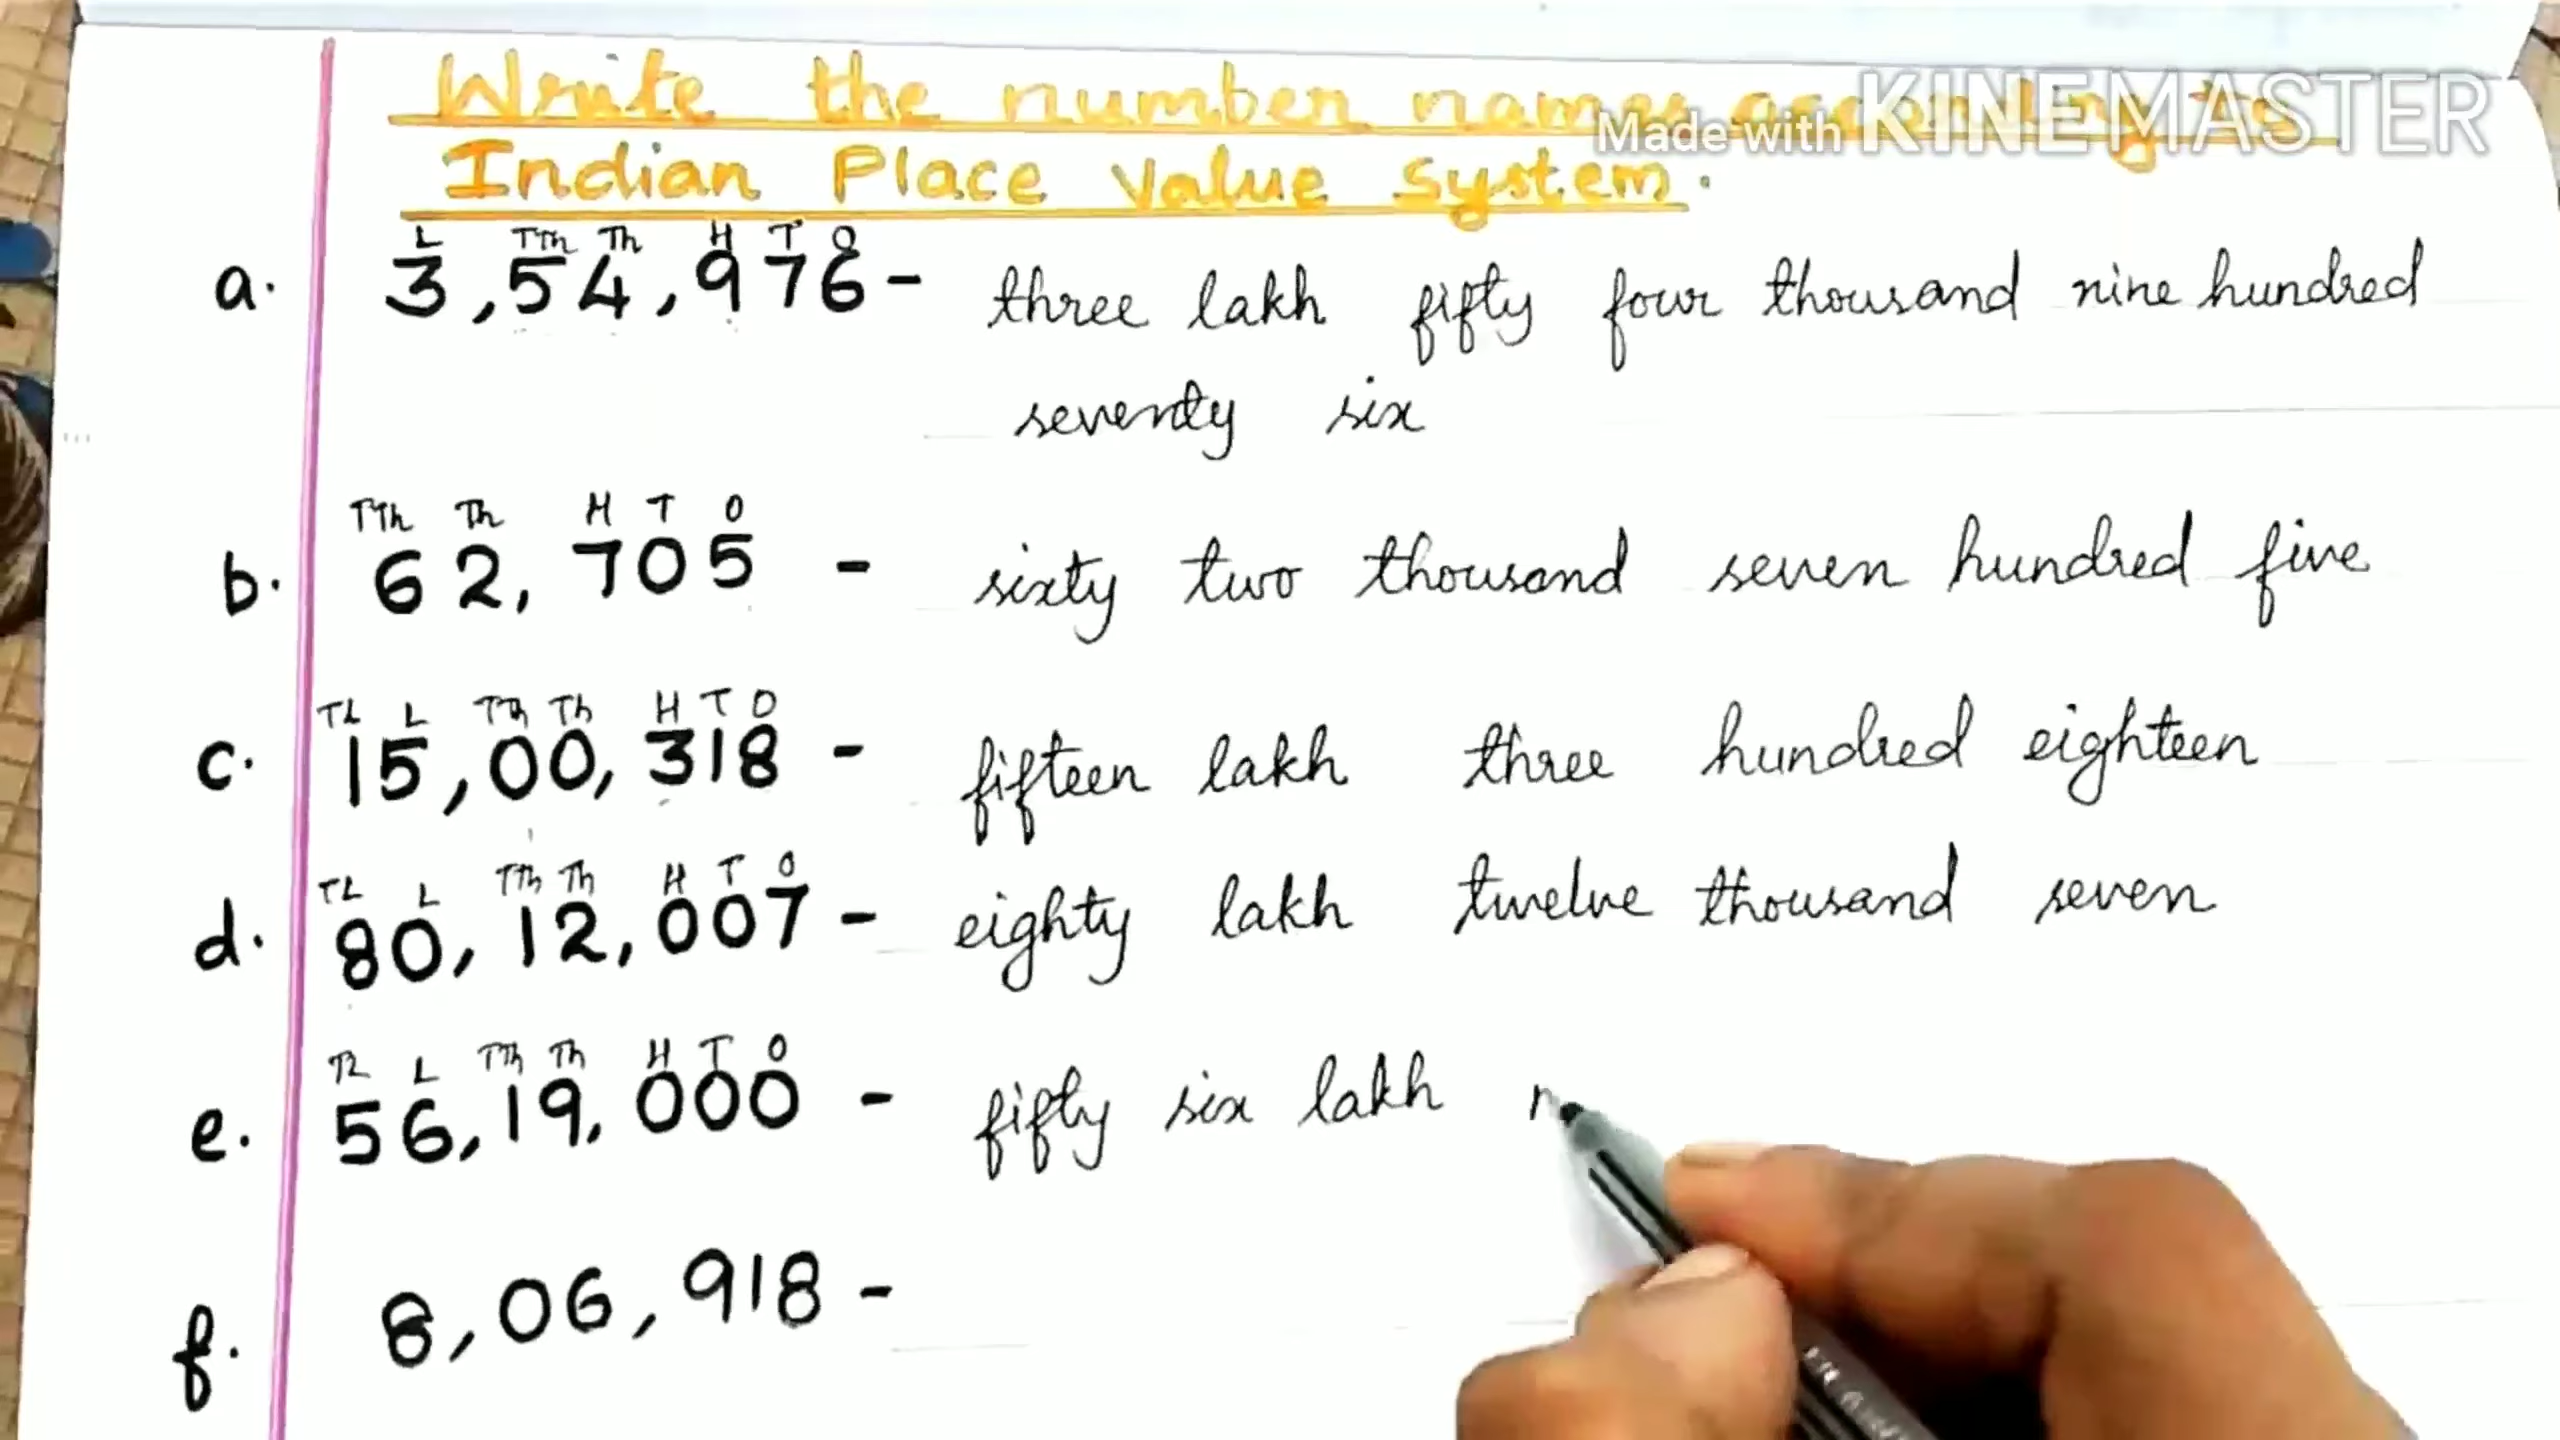 Write the number names according to
Made with KINEMASTER
Indian Place Value System.
L TTh Th H T O
a. 3,54,976 - three lakh fifty four thousand nine hundred
seventy six
TTh Th H T O
b. 62,705 - sixty two thousand seven hundred five
TL L TTh Th H T O
c. 15,00,318 - fifteen lakh three hundred eighteen
TL L TTh Th H T O
d. 80,12,007 - eighty lakh twelve thousand seven
TL L TTh Th H T O
e. 56,19,000 - fifty six lakh n
f. 8,06,918 -